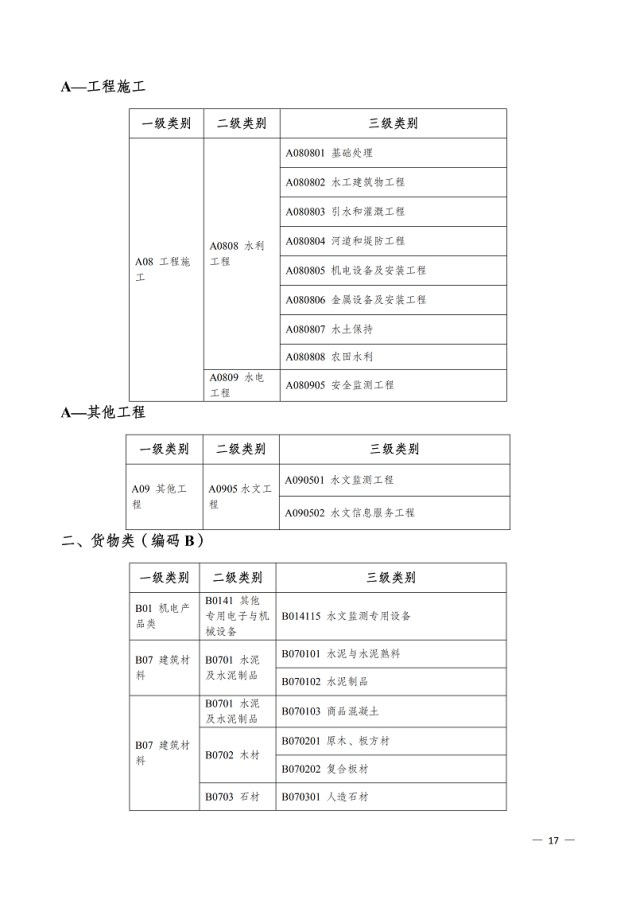 A—工程施工
一级类别 二级类别 三级类别
A08 工程施
工
A0808 水利
工程
A080801 基础处理
A080802 水工建筑物工程
A080803 引水和灌溉工程
A080804 河道和堤防工程
A080805 机电设备及安装工程
A080806 金属设备及安装工程
A080807 水土保持
A080808 农田水利
A0809 水电
工程
A080905 安全监测工程
A—其他工程
一级类别 二级类别 三级类别
A09 其他工
程
A0905 水文工
程
A090501 水文监测工程
A090502 水文信息服务工程
二、货物类（编码 B）
一级类别 二级类别 三级类别
B01 机电产
品类
B0141 其他
专用电子与机
械设备
B014115 水文监测专用设备
B07 建筑材
料
B0701 水泥
及水泥制品
B070101 水泥与水泥熟料
B070102 水泥制品
B07 建筑材
料
B0701 水泥
及水泥制品
B070103 商品混凝土
B0702 木材
B070201 原木、板方材
B070202 复合板材
B0703 石材
B070301 人造石材
— 17 —